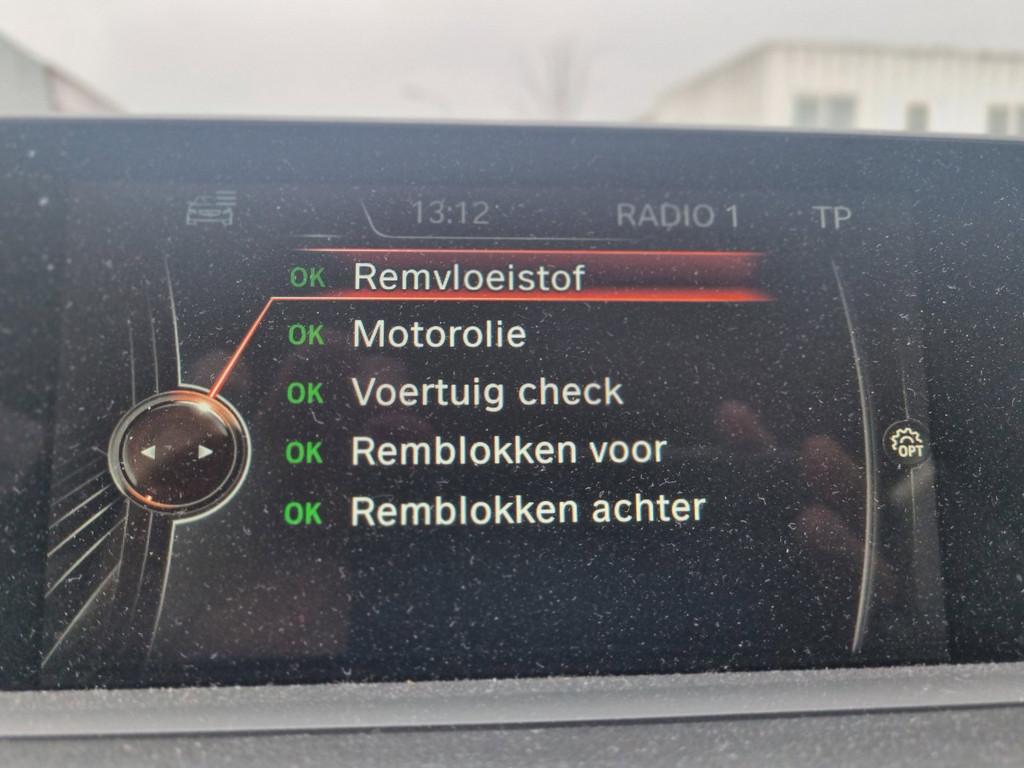 13:12 RADIO 1 TP
OK Remvloeistof
OK Motorolie
OK Voertuig check
OK Remblokken voor
OPT
OK Remblokken achter